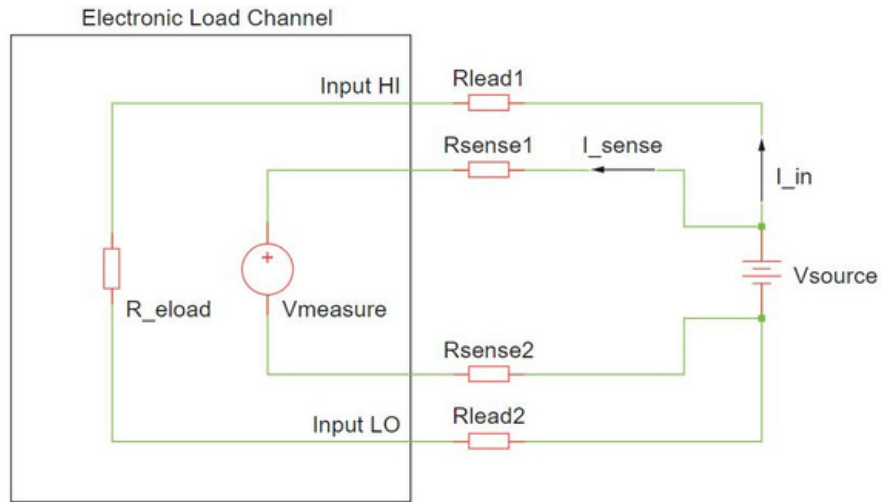 Electronic Load Channel
Input HI
Rlead1
Rsense1
I_sense
I_in
R_eload
Vmeasure
Vsource
Rsense2
Input LO
Rlead2